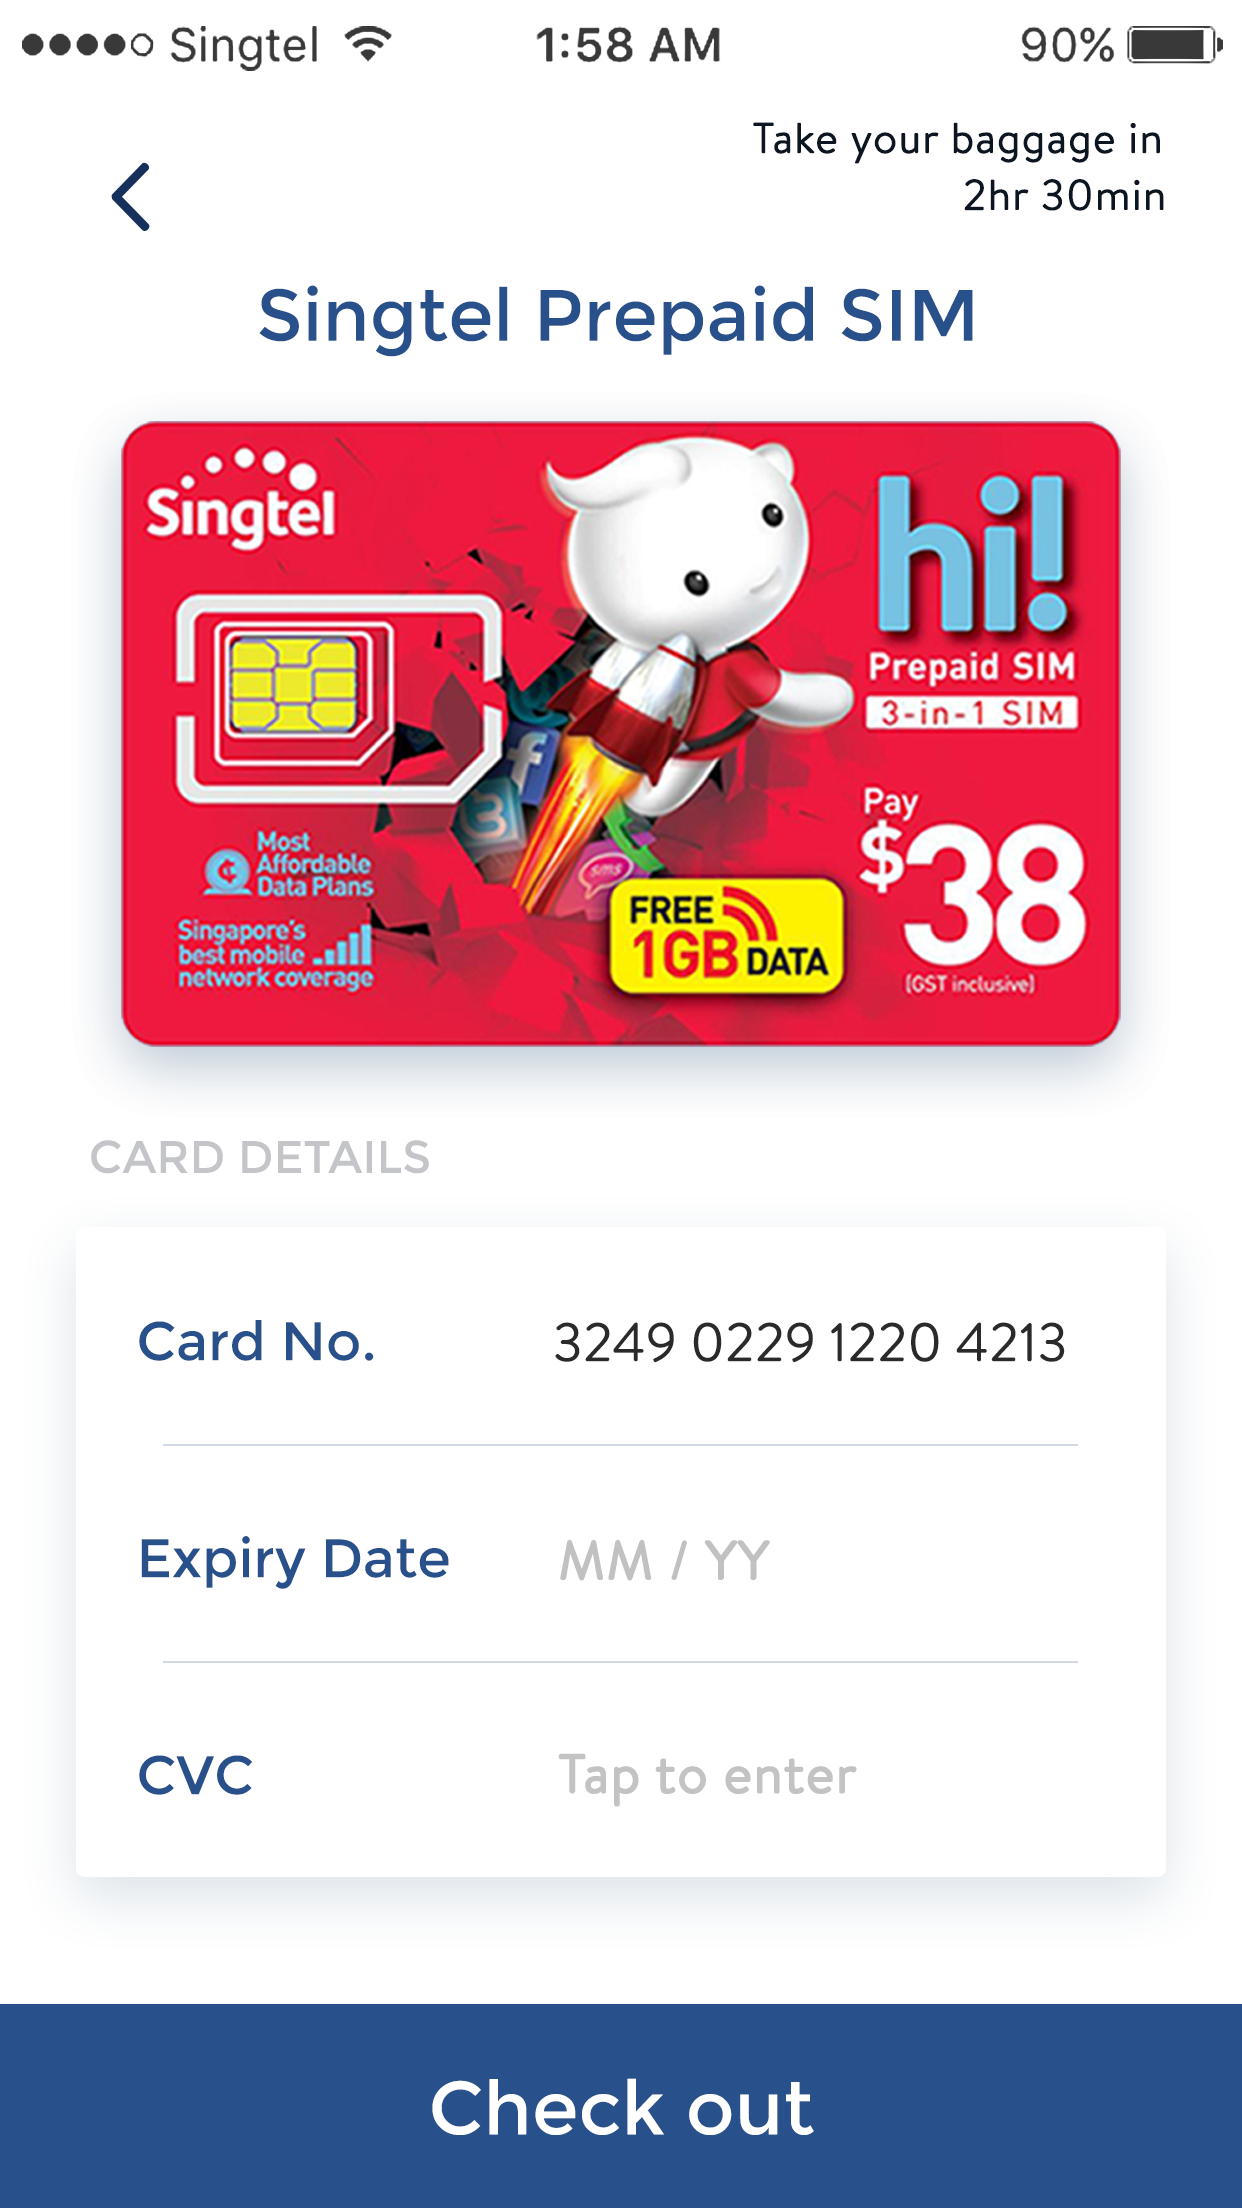 Singtel 1:58 AM 90%
Take your baggage in
2hr 30min
Singtel Prepaid SIM
Singtel
hi!
Prepaid SIM
3-in-1 SIM
Pay
$38
(GST inclusive)
Most
Affordable
Data Plans
Singapore's
best mobile
network coverage
sms
FREE
1GB DATA
CARD DETAILS
Card No. 3249 0229 1220 4213
Expiry Date MM / YY
CVC Tap to enter
Check out